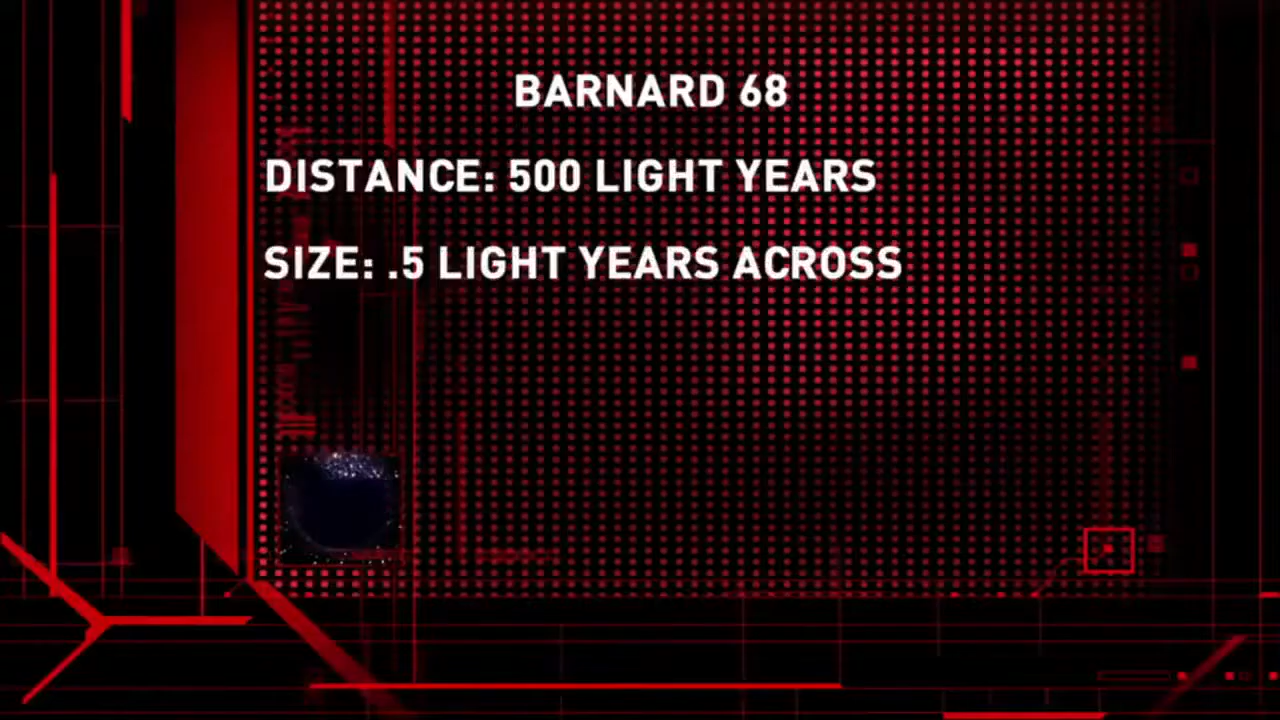 BARNARD 68
DISTANCE: 500 LIGHT YEARS
SIZE: .5 LIGHT YEARS ACROSS